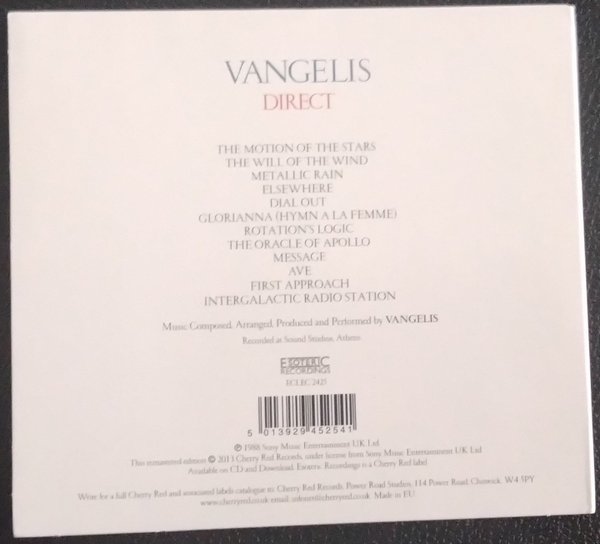 VANGELIS
DIRECT
THE MOTION OF THE STARS
THE WILL OF THE WIND
METALLIC RAIN
ELSEWHERE
DIAL OUT
GLORIANNA (HYMN A LA FEMME)
ROTATION'S LOGIC
THE ORACLE OF APOLLO
MESSAGE
AVE
FIRST APPROACH
INTERGALACTIC RADIO STATION
Music Composed, Arranged, Produced and Performed by VANGELIS
Recorded at Sound Studios, Athens
ESOTERIC
RECORDINGS
ECLEC 2425
5 013929 452541
℗ 1988 Sony Music Entertainment UK Ltd
This remastered edition © 2013 Cherry Red Records, under license from Sony Music Entertainment UK Ltd
Available on CD and Download. Esoteric Recordings is a Cherry Red label
Write for a full Cherry Red and associated labels catalogue to: Cherry Red Records, Power Road Studios, 114 Power Road, Chiswick, W4 5PY
www.cherryred.co.uk email: infonet@cherryred.co.uk. Made in EU